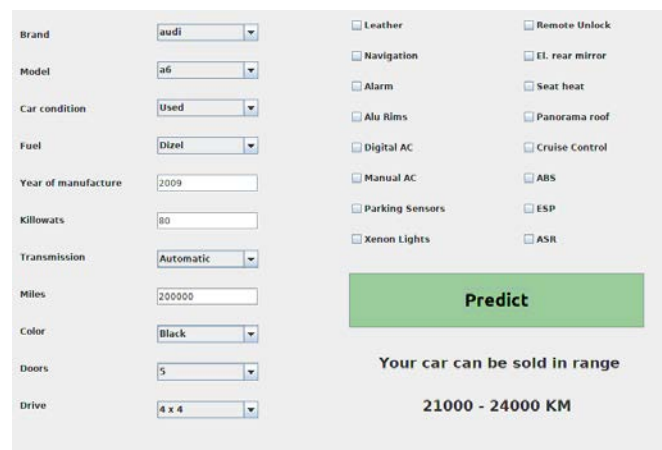 Brand audi
Model a6
Car condition Used
Fuel Dizel
Year of manufacture 2009
Killowats 80
Transmission Automatic
Miles 200000
Color Black
Doors 5
Drive 4 x 4
Leather Remote Unlock
Navigation El. rear mirror
Alarm Seat heat
Alu Rims Panorama roof
Digital AC Cruise Control
Manual AC ABS
Parking Sensors ESP
Xenon Lights ASR
Predict
Your car can be sold in range
21000 - 24000 KM